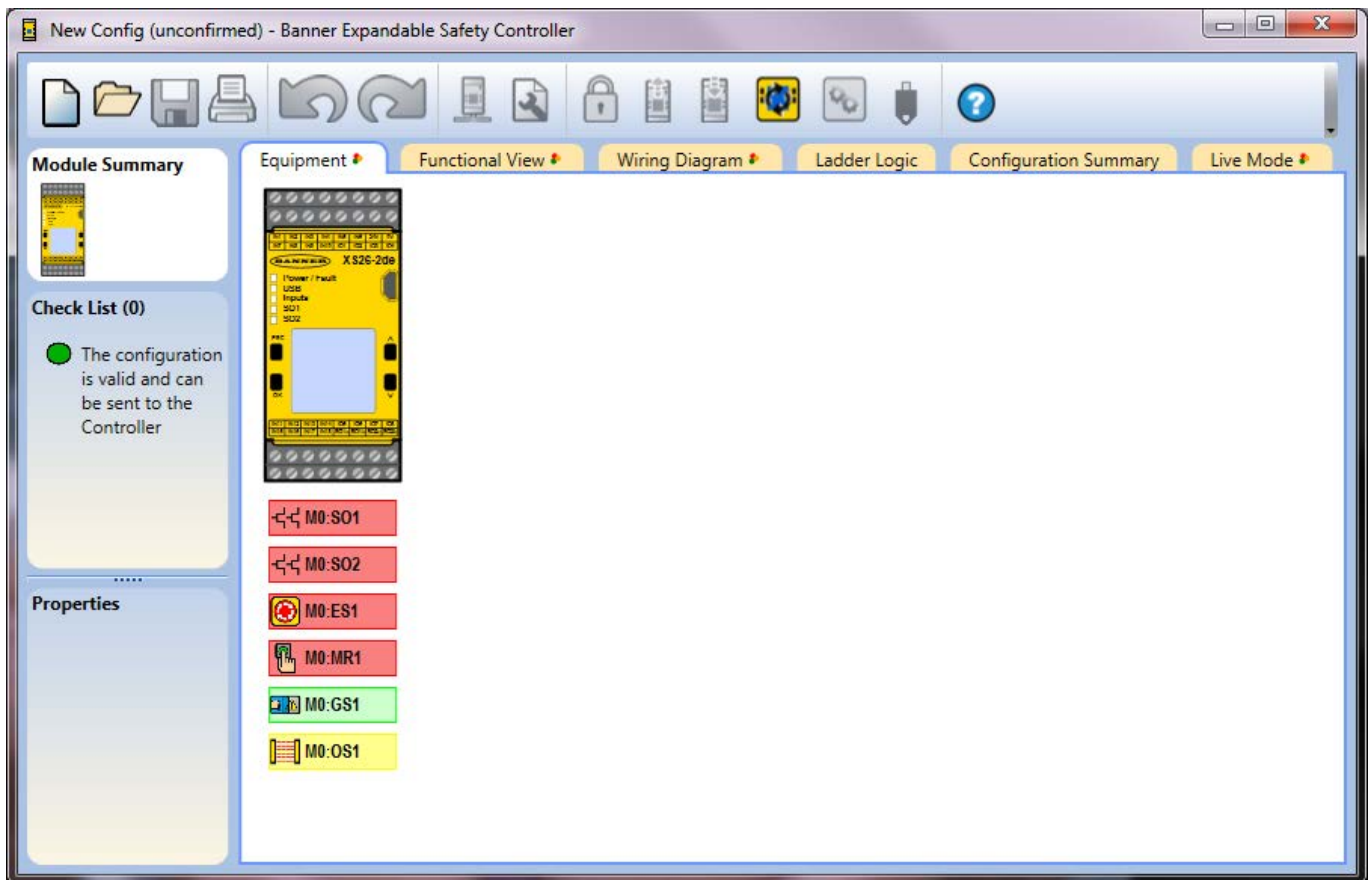 New Config (unconfirmed) - Banner Expandable Safety Controller
Module Summary
Equipment
Functional View
Wiring Diagram
Ladder Logic
Configuration Summary
Live Mode
BANNER
XS26-2de
Power / Fault
USB
Inputs
SO1
SO2
OK
Check List (0)
The configuration
is valid and can
be sent to the
Controller
Properties
M0:SO1
M0:SO2
M0:ES1
M0:MR1
M0:GS1
M0:OS1